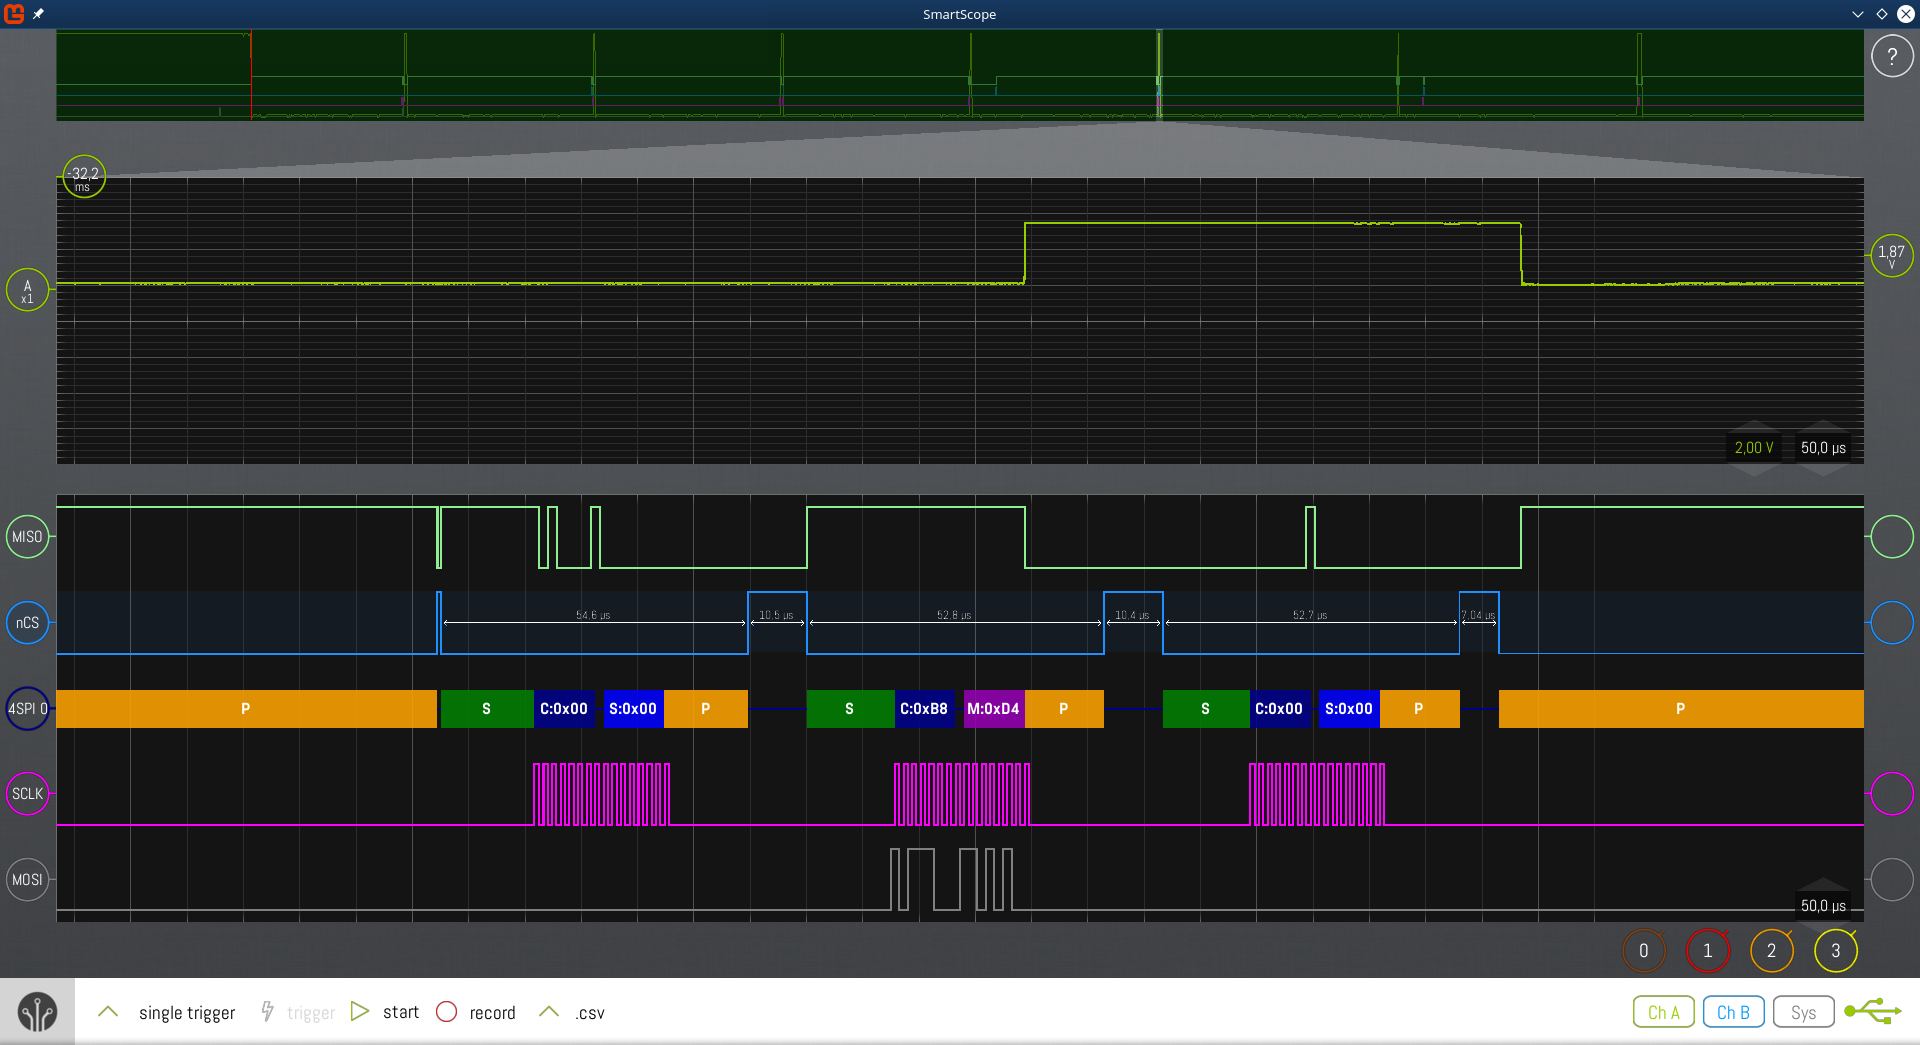 SmartScope
?
-32,2
ms
A
x1
1,87
V
2,00 V
50,0 µs
MISO
nCS
54,6 µs
10,5 µs
52,8 µs
10,4 µs
52,7 µs
7,04 µs
4SPI 0
P
S
C:0x00
S:0x00
P
S
C:0xB8
M:0xD4
P
S
C:0x00
S:0x00
P
P
SCLK
MOSI
50,0 µs
0
1
2
3
single trigger
trigger
start
record
.csv
Ch A
Ch B
Sys